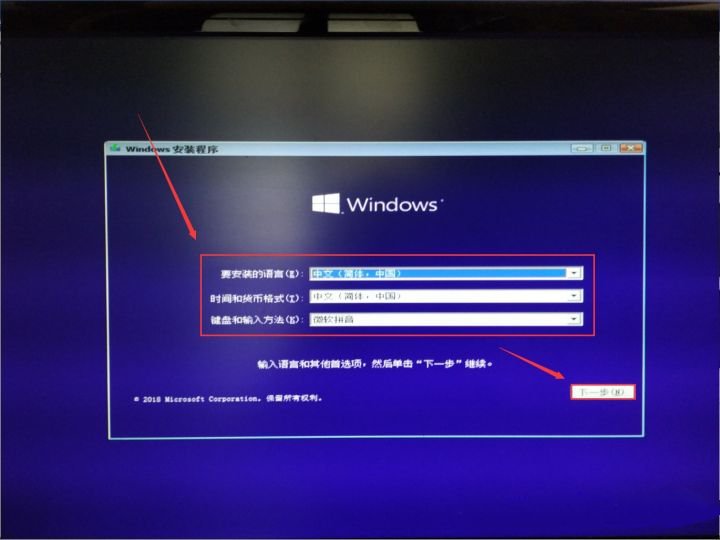 Windows 安装程序
Windows
要安装的语言(E): 中文(简体,中国)
时间和货币格式(T): 中文(简体,中国)
键盘和输入方法(K): 微软拼音
输入语言和其他首选项,然后单击“下一步”继续。
下一步(N)
© 2018 Microsoft Corporation。保留所有权利。